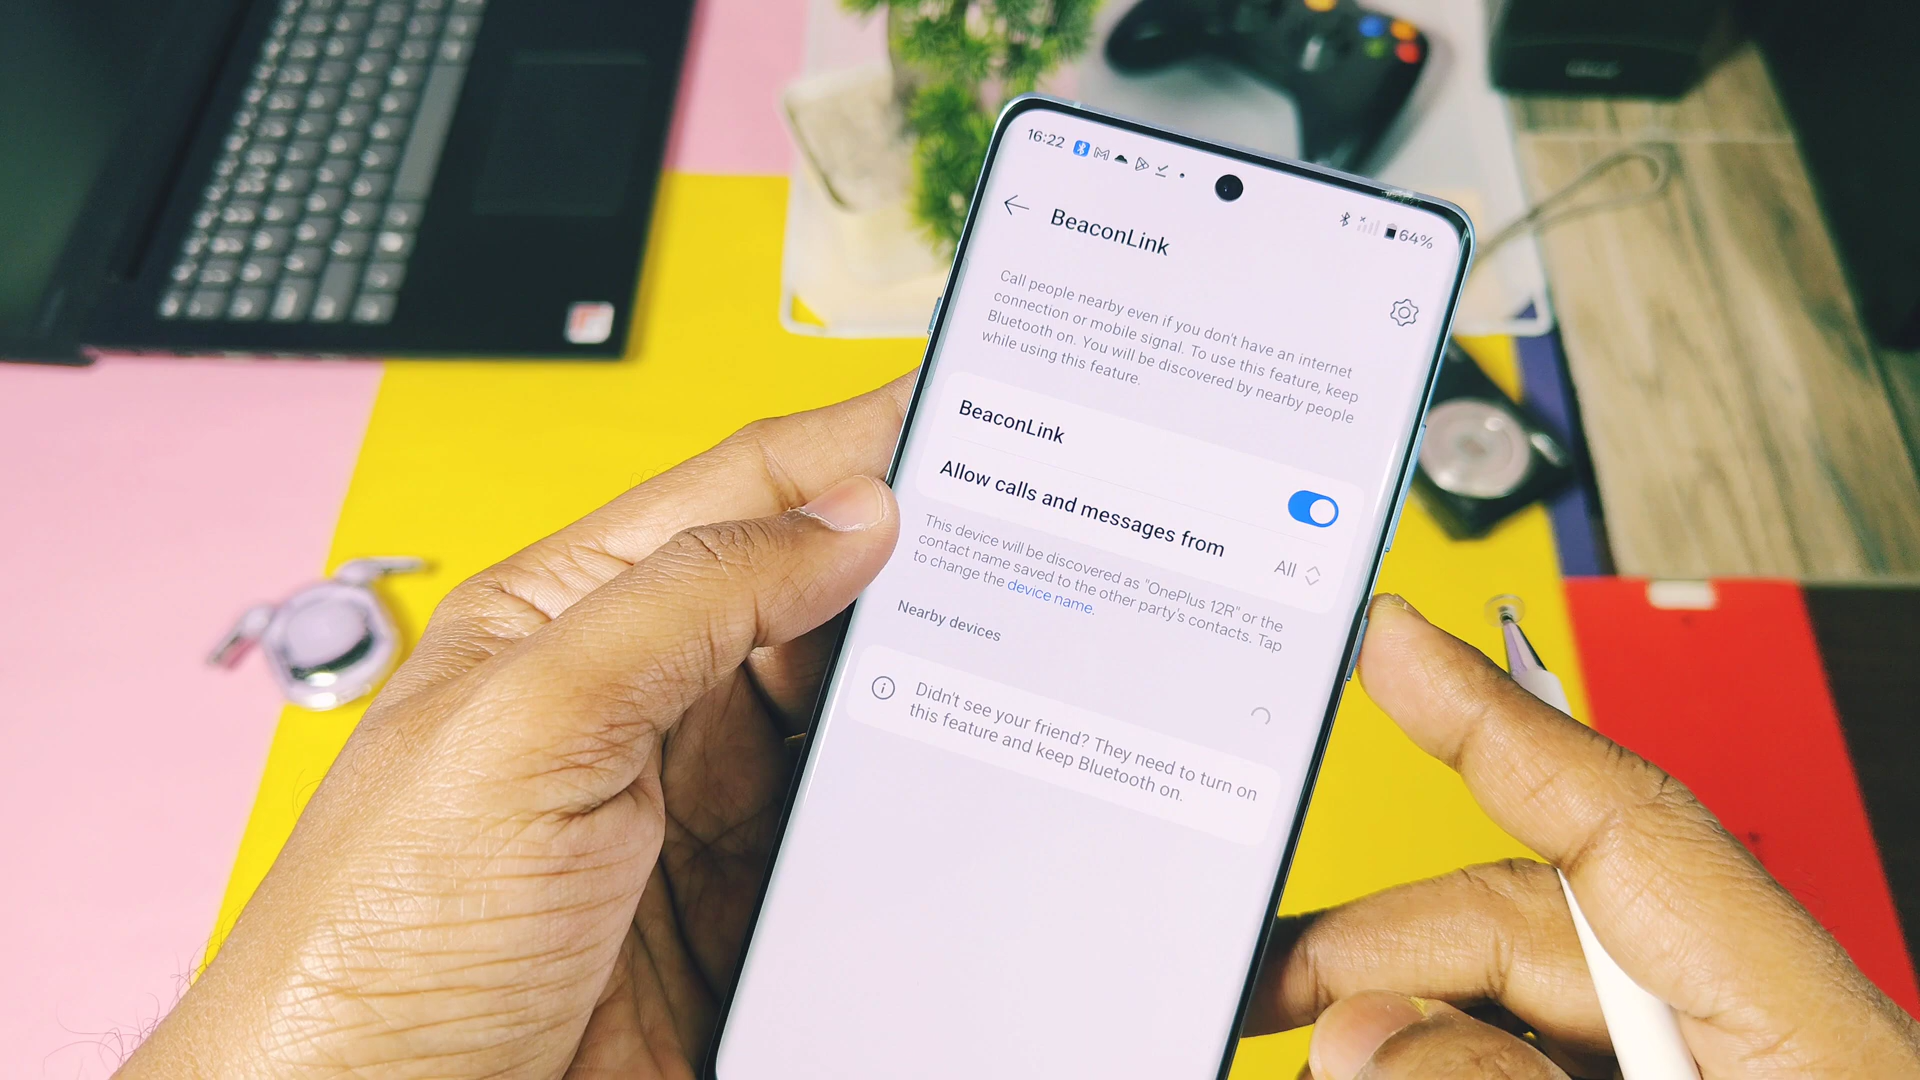 16:22
64%
BeaconLink
Call people nearby even if you don't have an internet
connection or mobile signal. To use this feature, keep
Bluetooth on. You will be discovered by nearby people
while using this feature.
BeaconLink
Allow calls and messages from
All
This device will be discovered as "OnePlus 12R" or the
contact name saved to the other party's contacts. Tap
to change the device name.
Nearby devices
Didn't see your friend? They need to turn on
this feature and keep Bluetooth on.